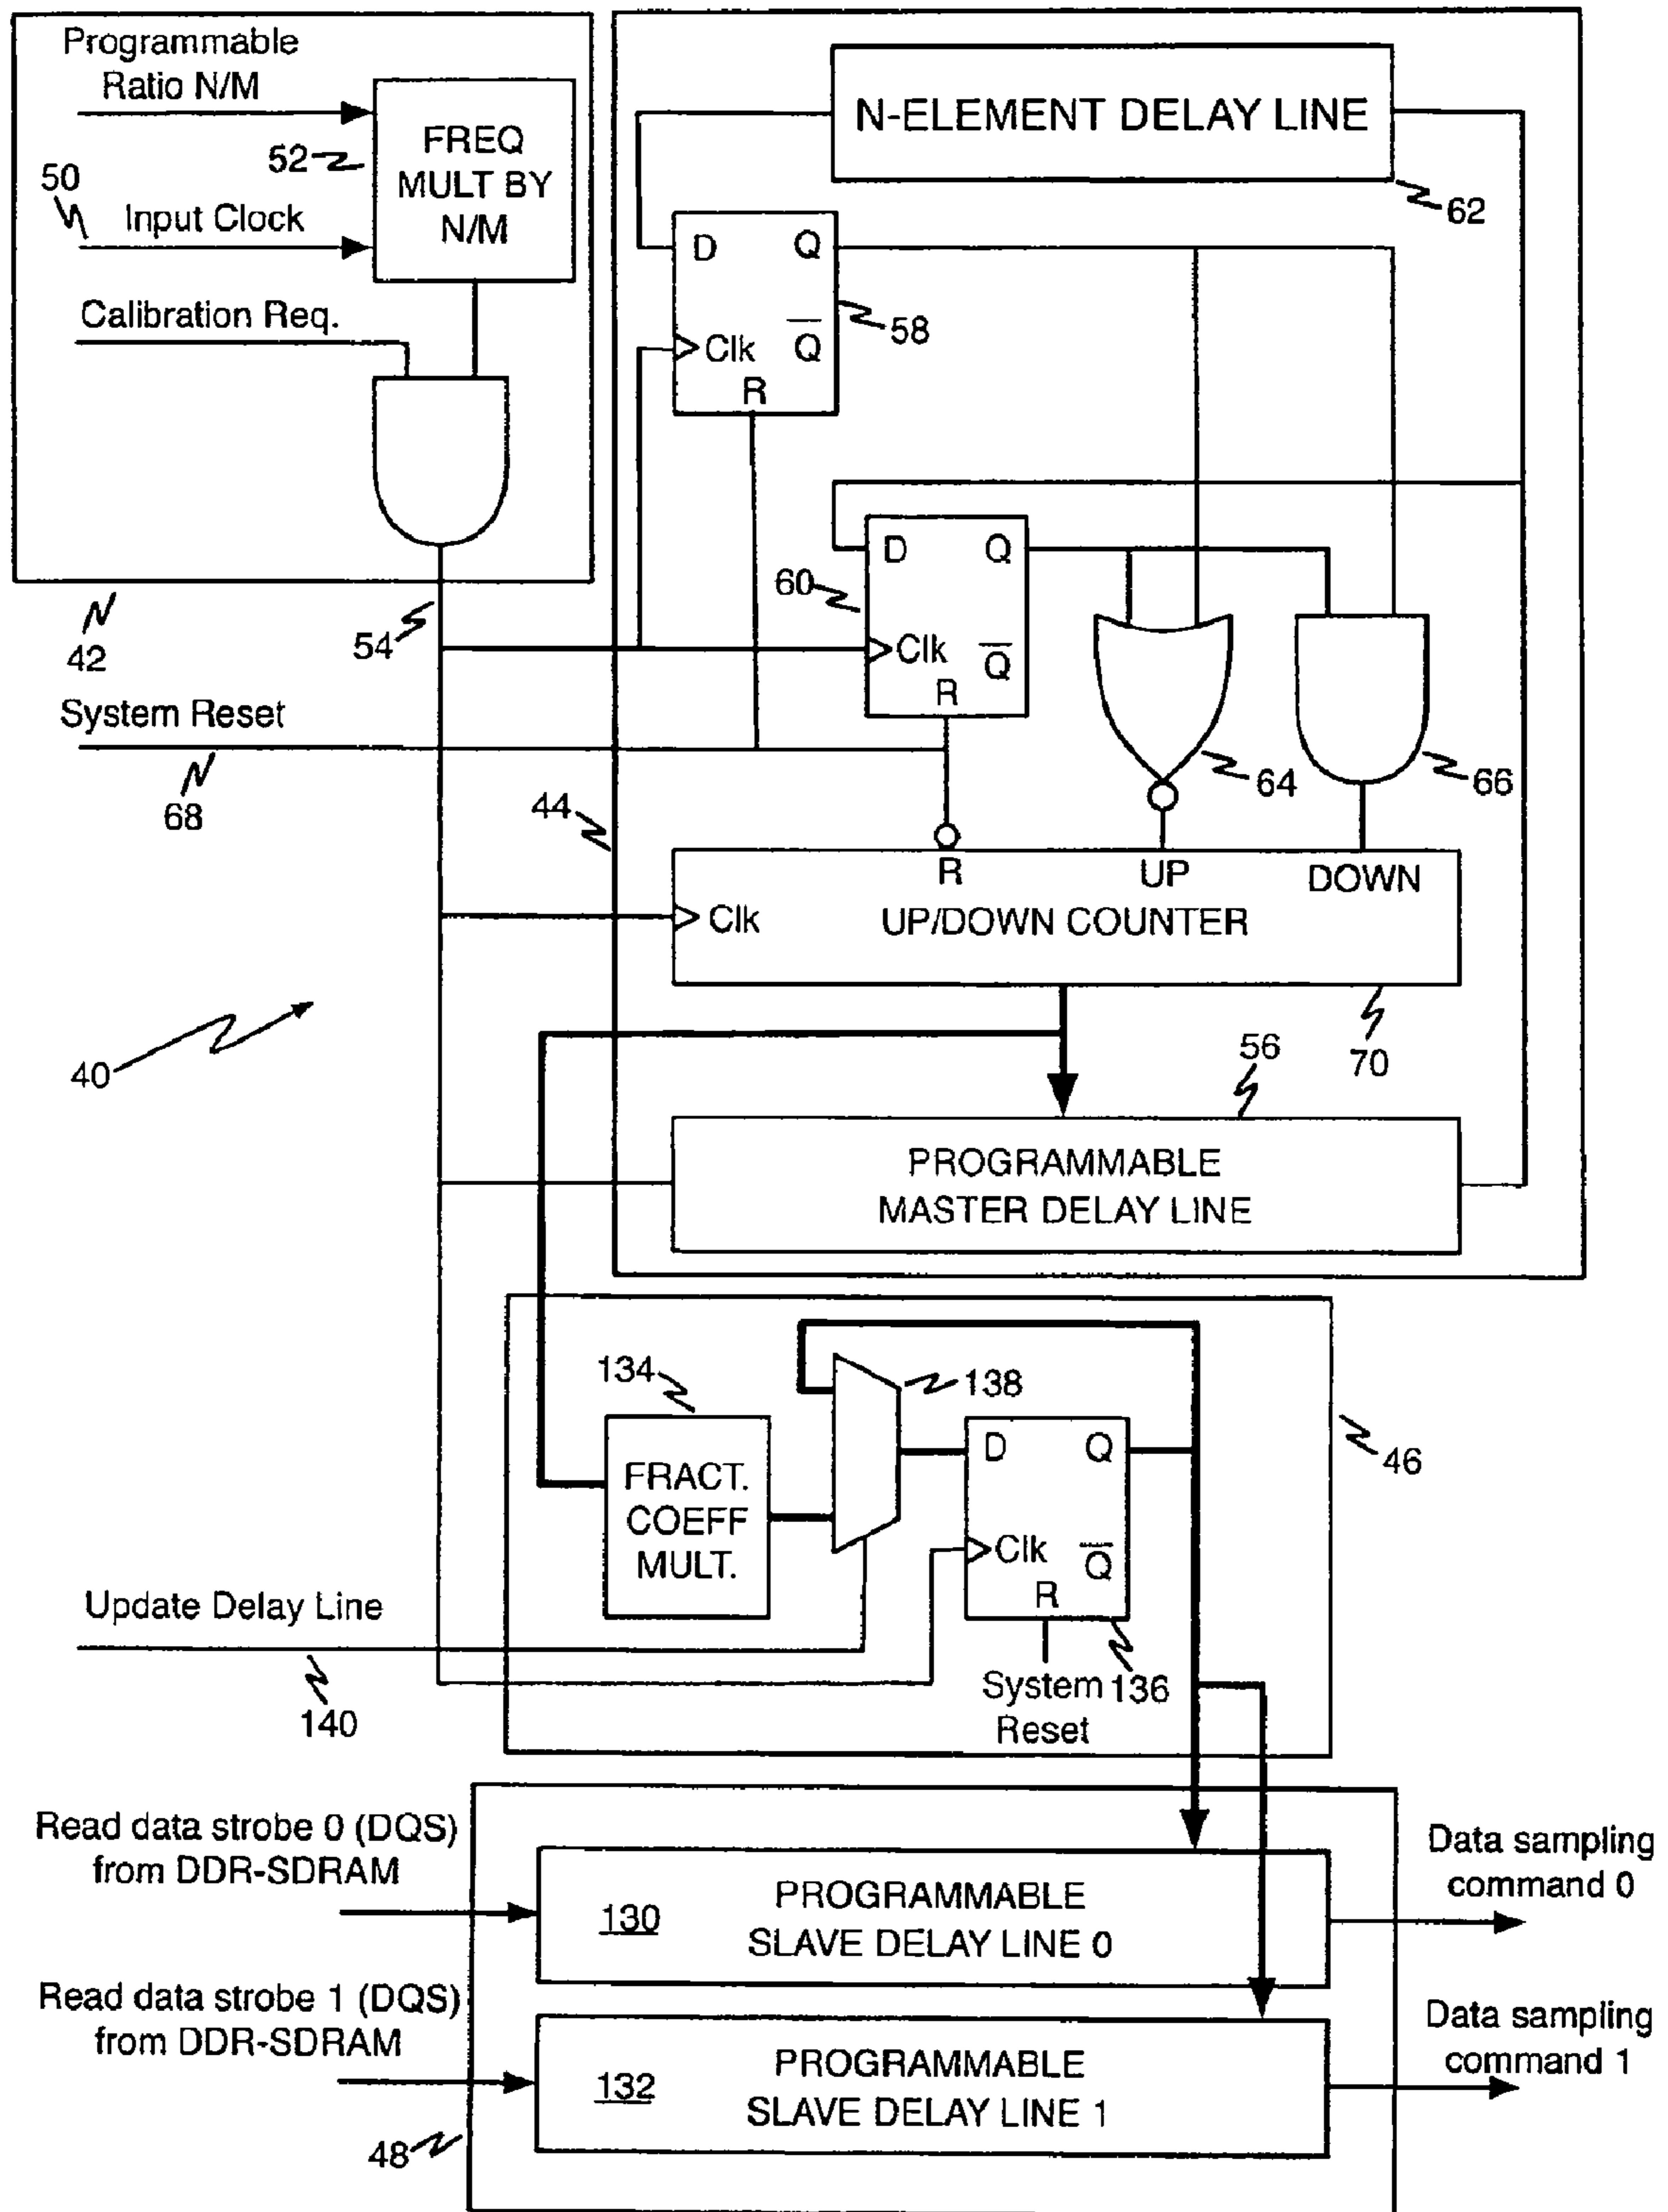 Programmable
Ratio N/M
52
FREQ
MULT BY
N/M
50
Input Clock
Calibration Req.
N-ELEMENT DELAY LINE
62
D Q
58
Clk Q
R
D Q
60
Clk Q
R
42
54
System Reset
68
64
66
44
R UP DOWN
Clk UP/DOWN COUNTER
40
56
70
PROGRAMMABLE
MASTER DELAY LINE
134
138
D Q
46
FRACT.
COEFF
MULT.
Clk Q
R
Update Delay Line
System 136
Reset
140
Read data strobe 0 (DQS)
from DDR-SDRAM
130
PROGRAMMABLE
SLAVE DELAY LINE 0
Data sampling
command 0
Read data strobe 1 (DQS)
from DDR-SDRAM
132
PROGRAMMABLE
SLAVE DELAY LINE 1
Data sampling
command 1
48